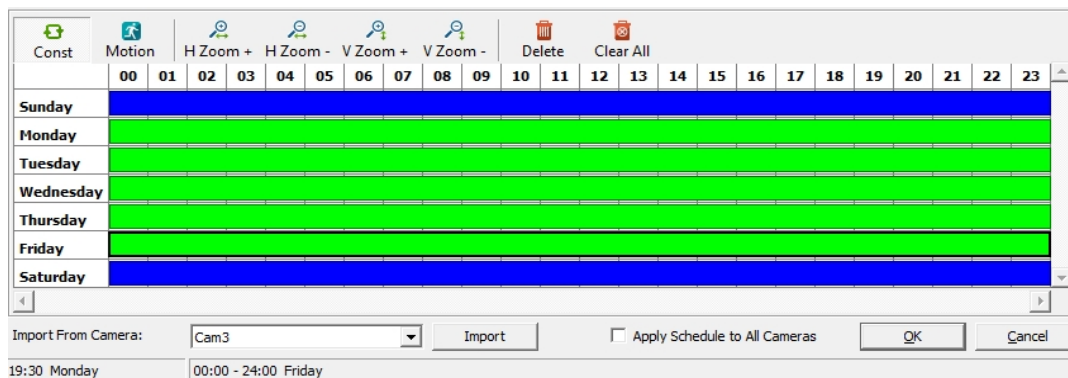 Const Motion H Zoom + H Zoom - V Zoom + V Zoom - Delete Clear All
00 01 02 03 04 05 06 07 08 09 10 11 12 13 14 15 16 17 18 19 20 21 22 23
Sunday
Monday
Tuesday
Wednesday
Thursday
Friday
Saturday
Import From Camera: Cam3 Import Apply Schedule to All Cameras OK Cancel
19:30 Monday 00:00 - 24:00 Friday